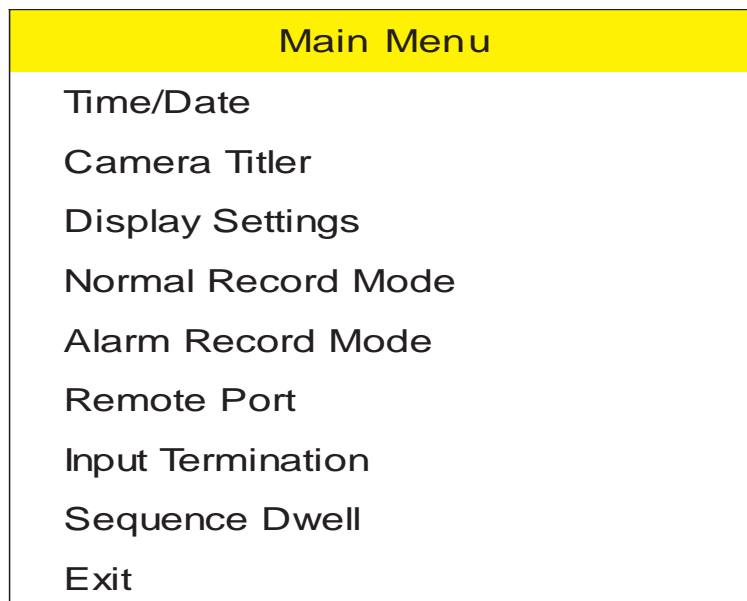 Main Menu
Time/Date
Camera Titler
Display Settings
Normal Record Mode
Alarm Record Mode
Remote Port
Input Termination
Sequence Dwell
Exit